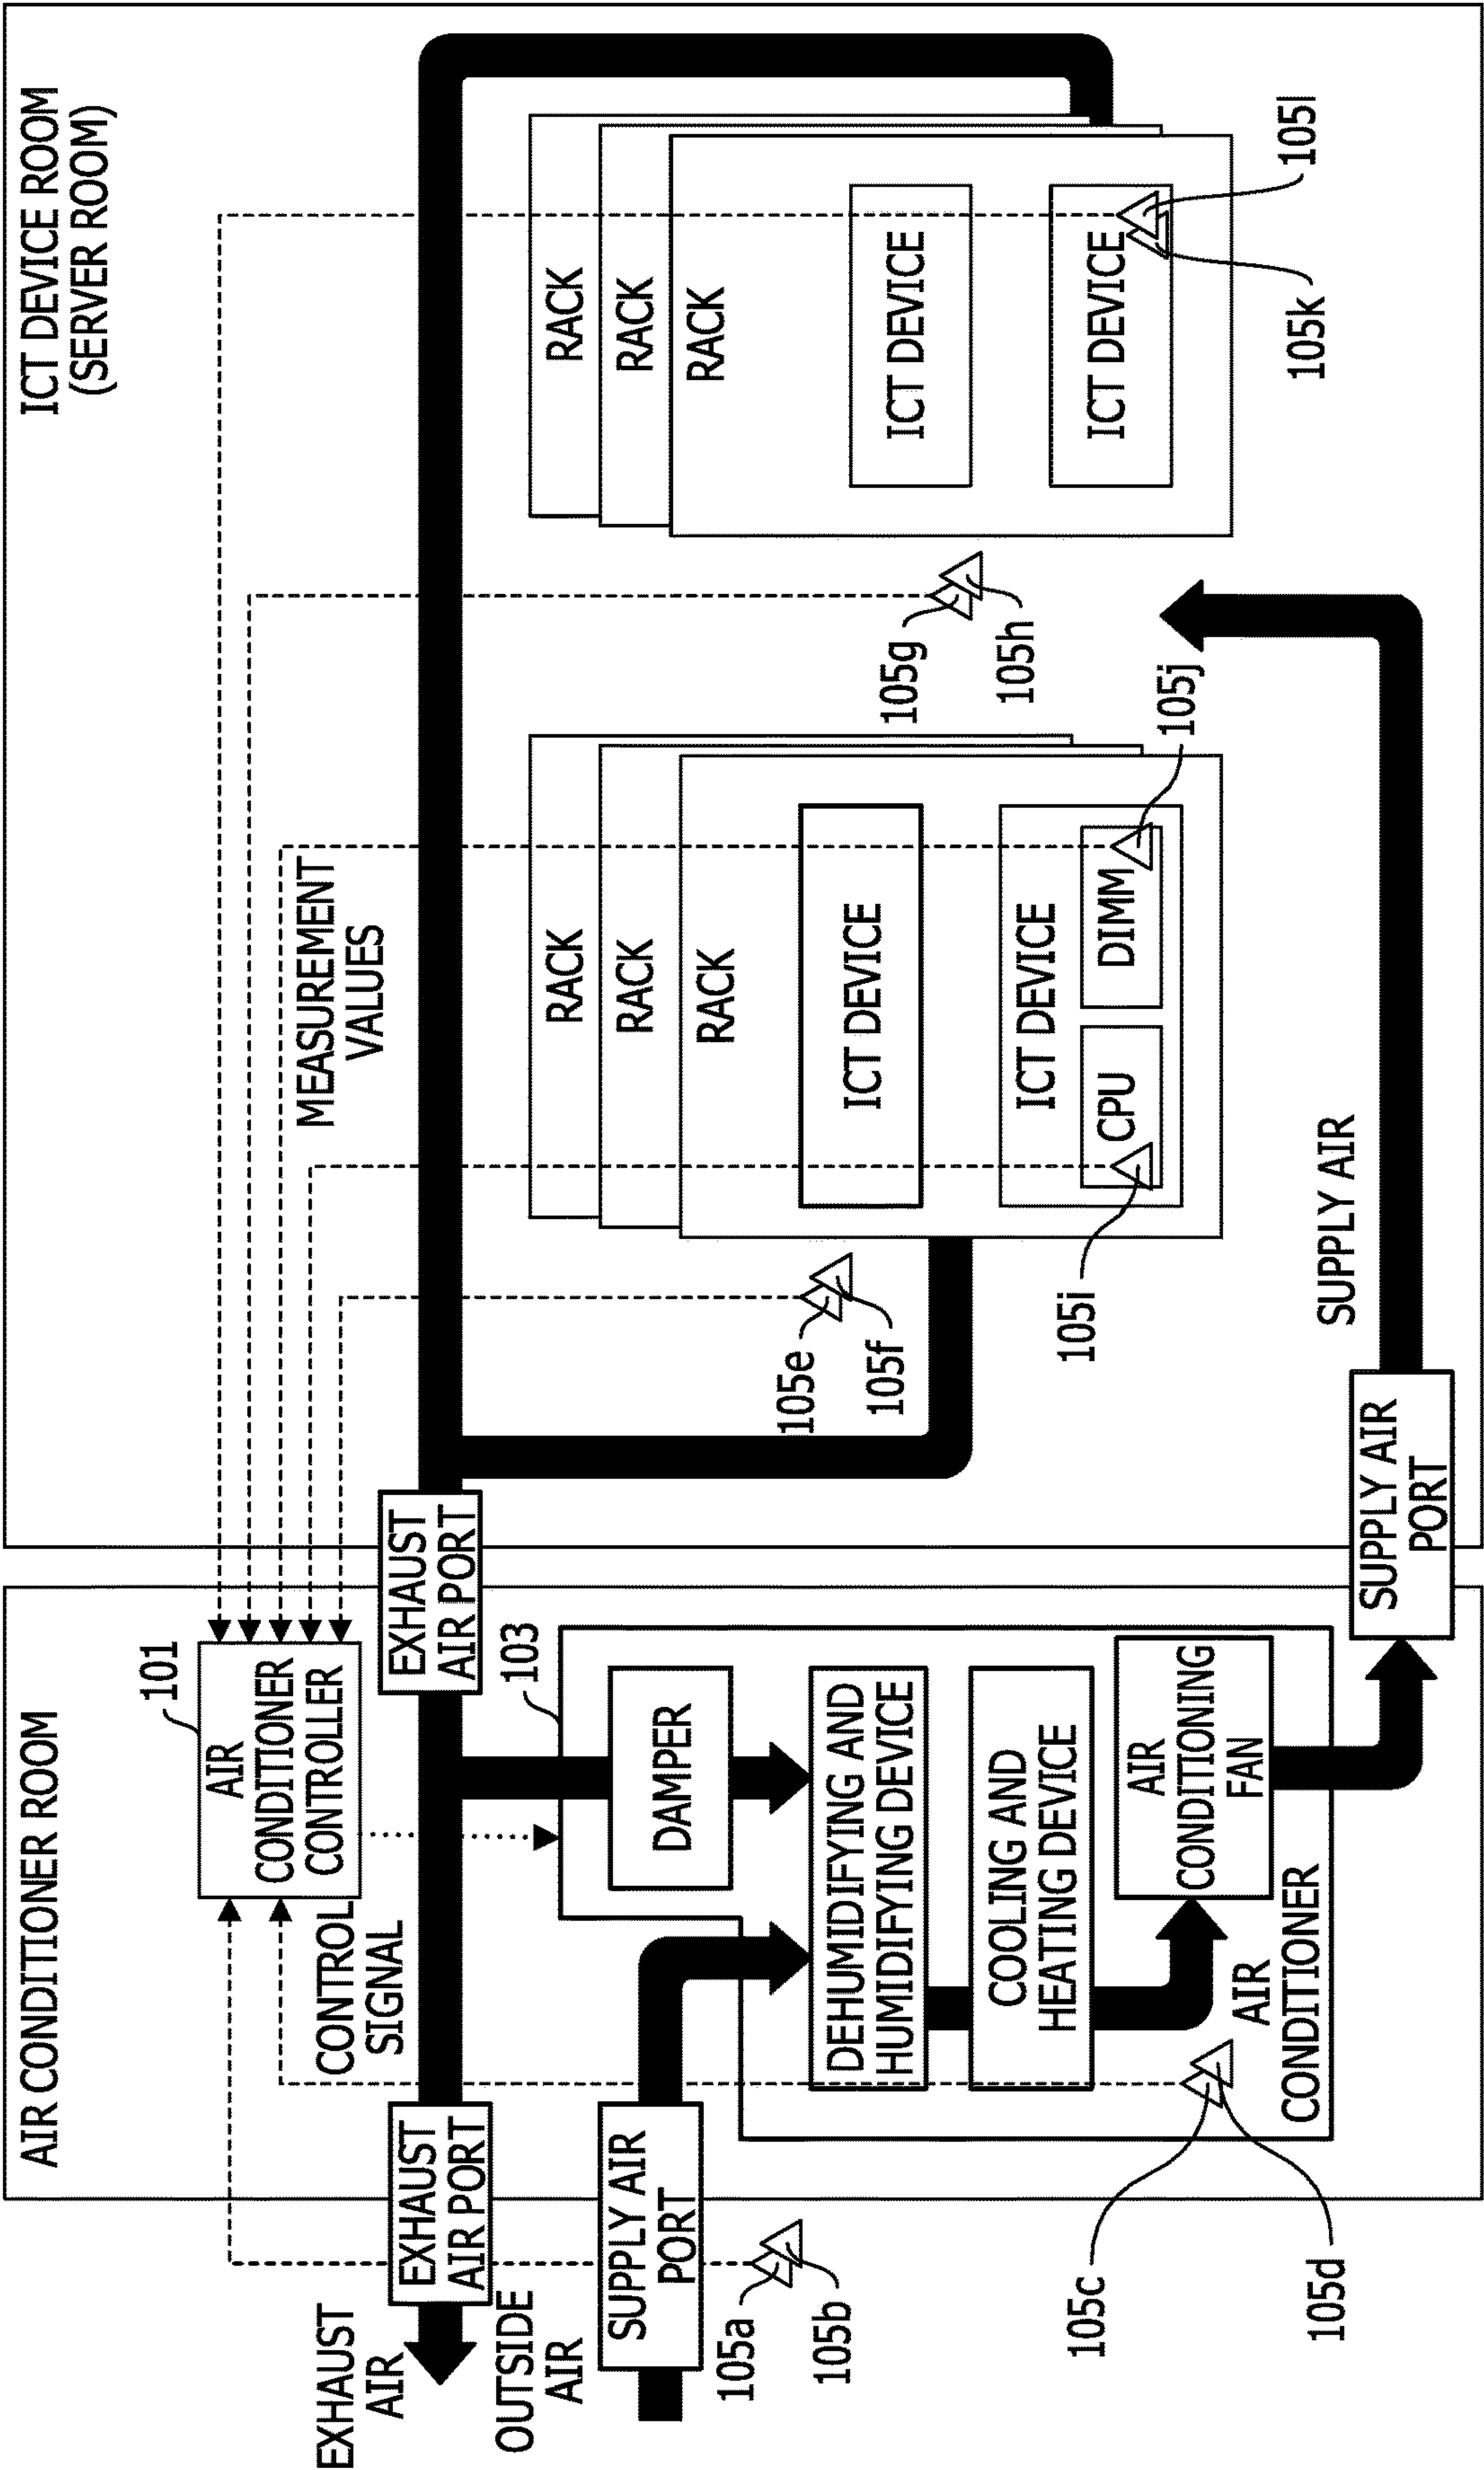 AIR CONDITIONER ROOM
ICT DEVICE ROOM
(SERVER ROOM)
101
AIR
CONDITIONER
CONTROLLER
CONTROL
SIGNAL
MEASUREMENT
VALUES
EXHAUST
AIR
EXHAUST
AIR PORT
EXHAUST
AIR PORT
OUTSIDE
AIR
SUPPLY AIR
PORT
103
DAMPER
DEHUMIDIFYING AND
HUMIDIFYING DEVICE
COOLING AND
HEATING DEVICE
AIR
CONDITIONING
FAN
AIR
CONDITIONER
105a
105b
105c
105d
RACK
RACK
RACK
ICT DEVICE
ICT DEVICE
CPU
DIMM
105e
105f
105i
105j
RACK
RACK
RACK
ICT DEVICE
ICT DEVICE
105g
105h
105k
105l
SUPPLY AIR
SUPPLY AIR
PORT